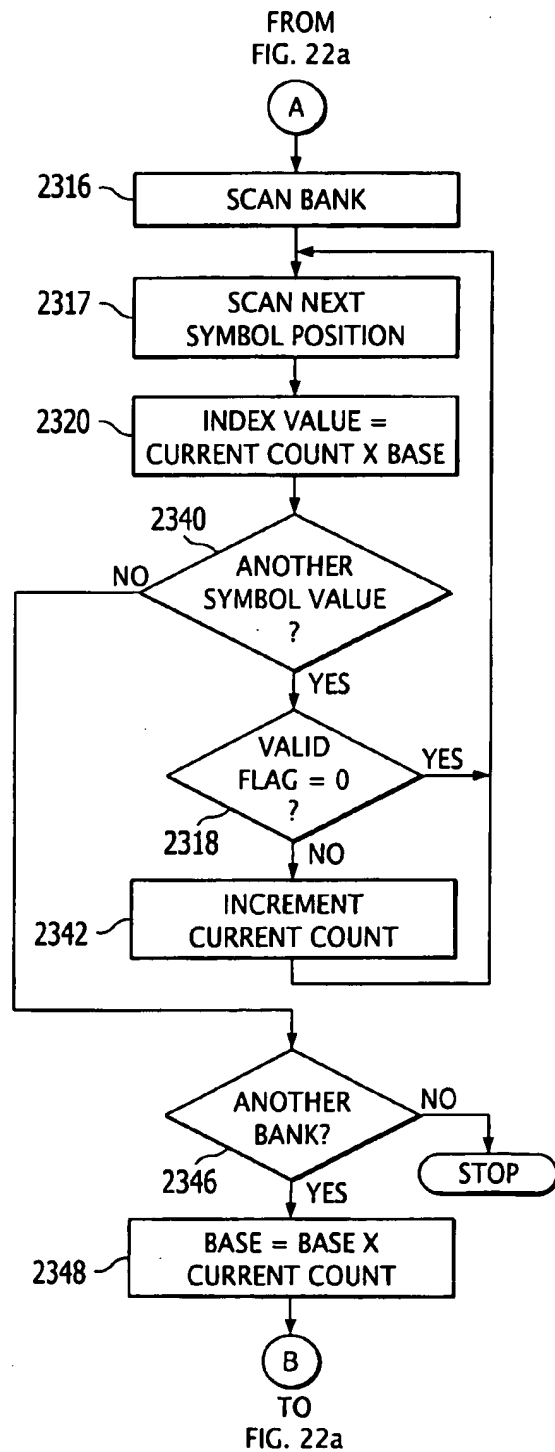 FROM
FIG. 22a
A
2316
SCAN BANK
2317
SCAN NEXT
SYMBOL POSITION
2320
INDEX VALUE =
CURRENT COUNT X BASE
2340
NO
ANOTHER
SYMBOL VALUE
?
YES
VALID
FLAG = 0
?
YES
2318
NO
2342
INCREMENT
CURRENT COUNT
ANOTHER
BANK?
NO
2346
STOP
YES
2348
BASE = BASE X
CURRENT COUNT
B
TO
FIG. 22a